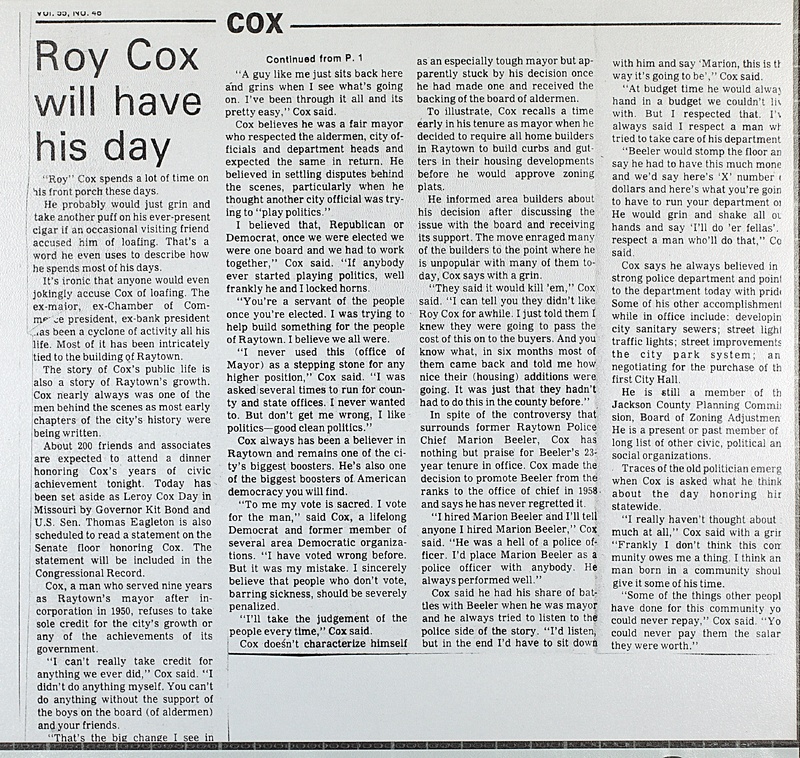 VOL. 55, NO. 48
Roy Cox
will have
his day
"Roy" Cox spends a lot of time on
his front porch these days.
He probably would just grin and
take another puff on his ever-present
cigar if an occasional visiting friend
accused him of loafing. That's a
word he even uses to describe how
he spends most of his days.
It's ironic that anyone would even
jokingly accuse Cox of loafing. The
ex-major, ex-Chamber of Com-
merce president, ex-bank president
has been a cyclone of activity all his
life. Most of it has been intricately
tied to the building of Raytown.
The story of Cox's public life is
also a story of Raytown's growth.
Cox nearly always was one of the
men behind the scenes as most early
chapters of the city's history were
being written.
About 200 friends and associates
are expected to attend a dinner
honoring Cox's years of civic
achievement tonight. Today has
been set aside as Leroy Cox Day in
Missouri by Governor Kit Bond and
U.S. Sen. Thomas Eagleton is also
scheduled to read a statement on the
Senate floor honoring Cox. The
statement will be included in the
Congressional Record.
Cox, a man who served nine years
as Raytown's mayor after in-
corporation in 1950, refuses to take
sole credit for the city's growth or
any of the achievements of its
government.
"I can't really take credit for
anything we ever did," Cox said. "I
didn't do anything myself. You can't
do anything without the support of
the boys on the board (of aldermen)
and your friends.
"That's the big change I see in
COX
Continued from P. 1
"A guy like me just sits back here
and grins when I see what's going
on. I've been through it all and its
pretty easy," Cox said.
Cox believes he was a fair mayor
who respected the aldermen, city of-
ficials and department heads and
expected the same in return. He
believed in settling disputes behind
the scenes, particularly when he
thought another city official was try-
ing to "play politics."
I believed that, Republican or
Democrat, once we were elected we
were one board and we had to work
together," Cox said. "If anybody
ever started playing politics, well
frankly he and I locked horns.
"You're a servant of the people
once you're elected. I was trying to
help build something for the people
of Raytown. I believe we all were.
"I never used this (office of
Mayor) as a stepping stone for any
higher position," Cox said. "I was
asked several times to run for coun-
ty and state offices. I never wanted
to. But don't get me wrong, I like
politics—good clean politics."
Cox always has been a believer in
Raytown and remains one of the ci-
ty's biggest boosters. He's also one
of the biggest boosters of American
democracy you will find.
"To me my vote is sacred. I vote
for the man," said Cox, a lifelong
Democrat and former member of
several area Democratic organiza-
tions. "I have voted wrong before.
But it was my mistake. I sincerely
believe that people who don't vote,
barring sickness, should be severely
penalized.
"I'll take the judgement of the
people every time," Cox said.
Cox doesn't characterize himself
as an especially tough mayor but ap-
parently stuck by his decision once
he had made one and received the
backing of the board of aldermen.
To illustrate, Cox recalls a time
early in his tenure as mayor when he
decided to require all home builders
in Raytown to build curbs and gut-
ters in their housing developments
before he would approve zoning
plats.
He informed area builders about
his decision after discussing the
issue with the board and receiving
its support. The move enraged many
of the builders to the point where he
is unpopular with many of them to-
day, Cox says with a grin.
"They said it would kill 'em," Cox
said. "I can tell you they didn't like
Roy Cox for awhile. I just told them I
knew they were going to pass the
cost of this on to the buyers. And you
know what, in six months most of
them came back and told me how
nice their (housing) additions were
going. It was just that they hadn't
had to do this in the county before."
In spite of the controversy that
surrounds former Raytown Police
Chief Marion Beeler, Cox has
nothing but praise for Beeler's 23-
year tenure in office. Cox made the
decision to promote Beeler from the
ranks to the office of chief in 1958
and says he has never regretted it.
"I hired Marion Beeler and I'll tell
anyone I hired Marion Beeler," Cox
said. "He was a hell of a police of-
ficer. I'd place Marion Beeler as a
police officer with anybody. He
always performed well."
Cox said he had his share of bat-
tles with Beeler when he was mayor
and he always tried to listen to the
police side of the story. "I'd listen,
but in the end I'd have to sit down
with him and say 'Marion, this is th
way it's going to be'," Cox said.
"At budget time he would alway
hand in a budget we couldn't liv
with. But I respected that. I'v
always said I respect a man wh
tried to take care of his department
"Beeler would stomp the floor an
say he had to have this much mone
and we'd say here's 'X' number o
dollars and here's what you're goin
to have to run your department on
He would grin and shake all ou
hands and say 'I'll do 'er fellas'.
respect a man who'll do that," Co
said.
Cox says he always believed in
strong police department and point
to the department today with pride
Some of his other accomplishment
while in office include: developin
city sanitary sewers; street light
traffic lights; street improvements
the city park system; an
negotiating for the purchase of th
first City Hall.
He is still a member of th
Jackson County Planning Commis
sion, Board of Zoning Adjustmen
He is a present or past member of
long list of other civic, political an
social organizations.
Traces of the old politician emerg
when Cox is asked what he think
about the day honoring him
statewide.
"I really haven't thought about
much at all," Cox said with a grin
"Frankly I don't think this com
munity owes me a thing. I think an
man born in a community shoul
give it some of his time.
"Some of the things other peopl
have done for this community yo
could never repay," Cox said. "Yo
could never pay them the salar
they were worth."